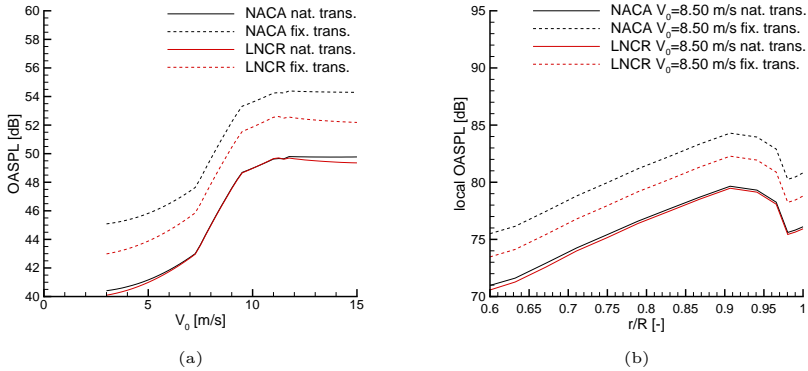 NACA nat. trans.
NACA fix. trans.
LNCR nat. trans.
LNCR fix. trans.
OASPL [dB]
60
58
56
54
52
50
48
46
44
42
40
0
5
10
15
V₀ [m/s]
(a)
NACA V₀=8.50 m/s nat. trans.
NACA V₀=8.50 m/s fix. trans.
LNCR V₀=8.50 m/s nat. trans.
LNCR V₀=8.50 m/s fix. trans.
local OASPL [dB]
95
90
85
80
75
70
0.6
0.65
0.7
0.75
0.8
0.85
0.9
0.95
1
r/R [-]
(b)